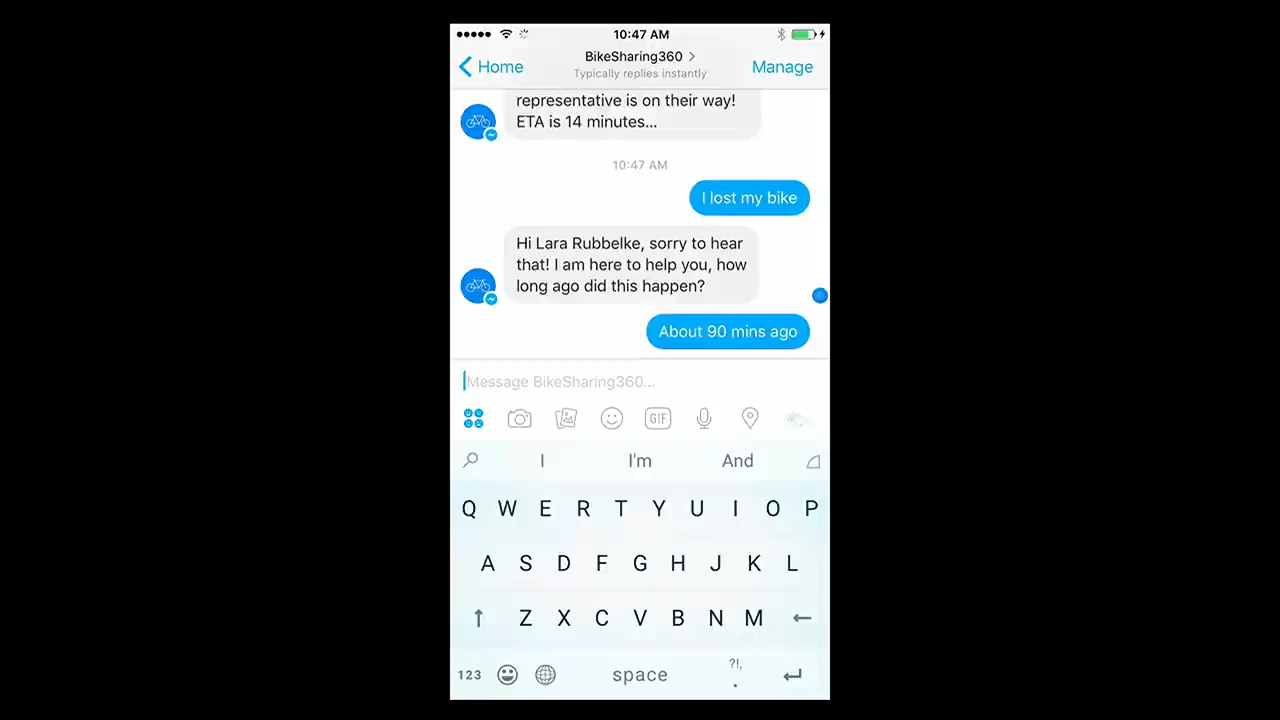 10:47 AM
BikeSharing360
Home
Typically replies instantly
Manage
representative is on their way!
ETA is 14 minutes...
10:47 AM
I lost my bike
Hi Lara Rubbelke, sorry to hear
that! I am here to help you, how
long ago did this happen?
About 90 mins ago
Message BikeSharing360...
GIF
I I'm And
Q W E R T Y U I O P
A S D F G H J K L
Z X C V B N M
123 space ?!, .